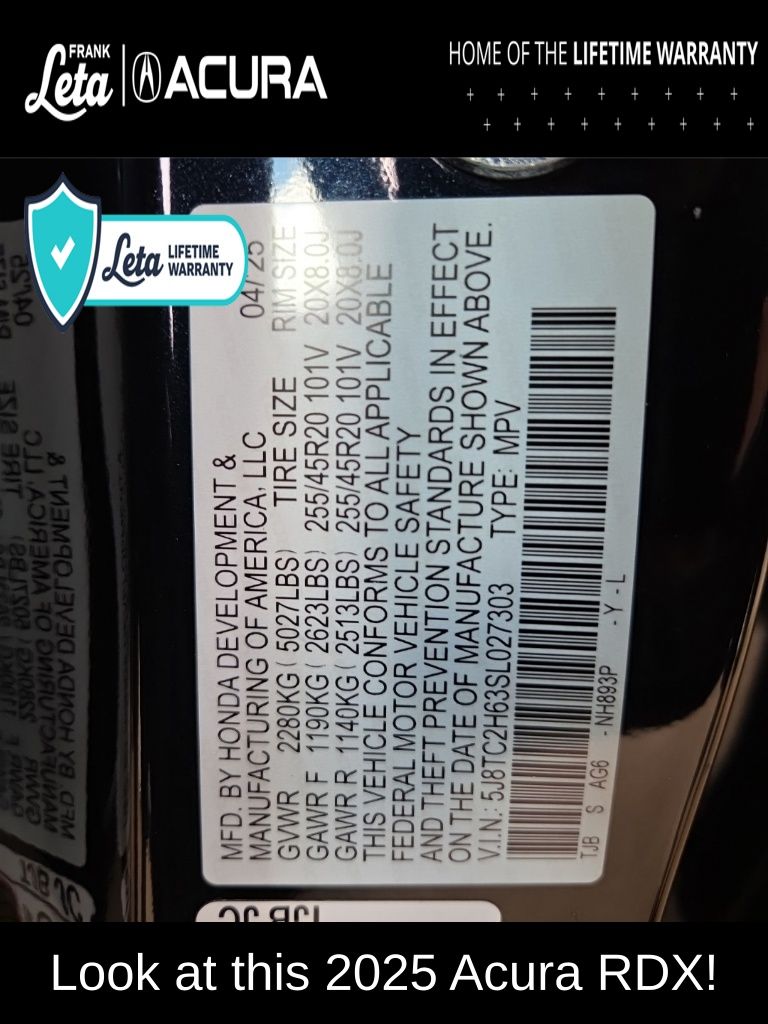 FRANK
Leta
ACURA
HOME OF THE LIFETIME WARRANTY
Leta LIFETIME
WARRANTY
MFD. BY HONDA DEVELOPMENT &
MANUFACTURING OF AMERICA, LLC 04/25
GVWR 2280KG ( 5027LBS) TIRE SIZE RIM SIZE
GAWR F 1190KG ( 2623LBS) 255/45R20 101V 20X8.0J
GAWR R 1140KG ( 2513LBS) 255/45R20 101V 20X8.0J
THIS VEHICLE CONFORMS TO ALL APPLICABLE
FEDERAL MOTOR VEHICLE SAFETY
AND THEFT PREVENTION STANDARDS IN EFFECT
ON THE DATE OF MANUFACTURE SHOWN ABOVE.
V.I.N.: 5J8TC2H63SL027303 TYPE: MPV
TJB S AG6 - NH893P - Y - L
Look at this 2025 Acura RDX!